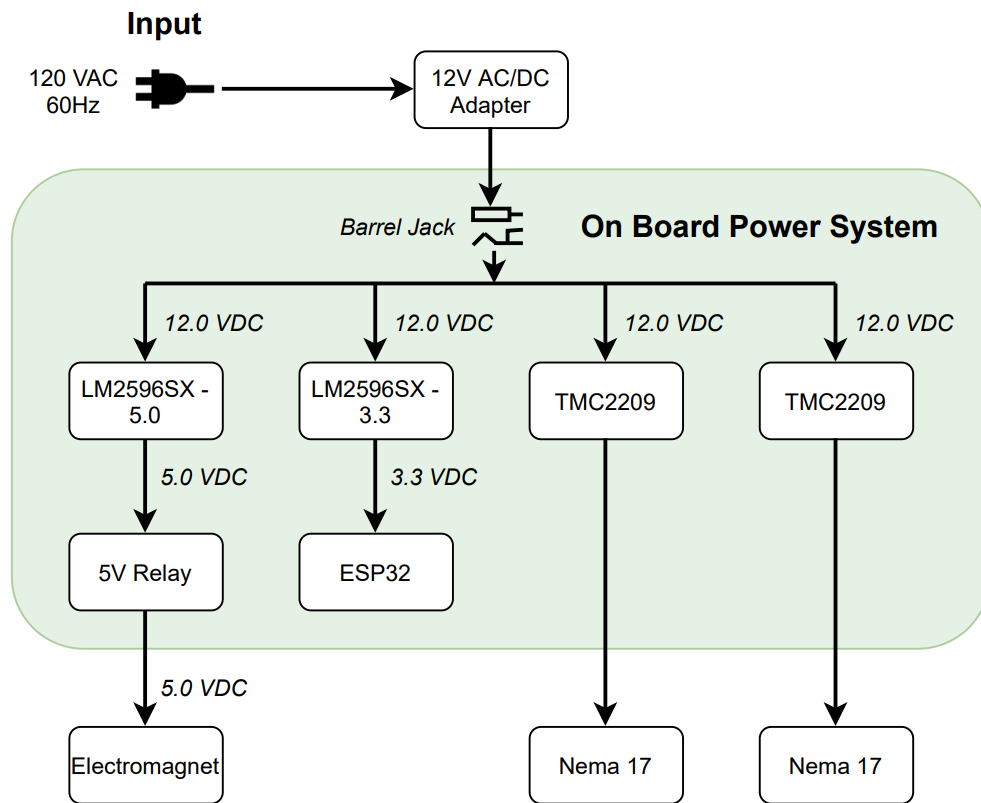 Input
120 VAC
60Hz
12V AC/DC
Adapter
Barrel Jack
On Board Power System
12.0 VDC
12.0 VDC
12.0 VDC
12.0 VDC
LM2596SX -
5.0
LM2596SX -
3.3
TMC2209
TMC2209
5.0 VDC
3.3 VDC
5V Relay
ESP32
5.0 VDC
Electromagnet
Nema 17
Nema 17